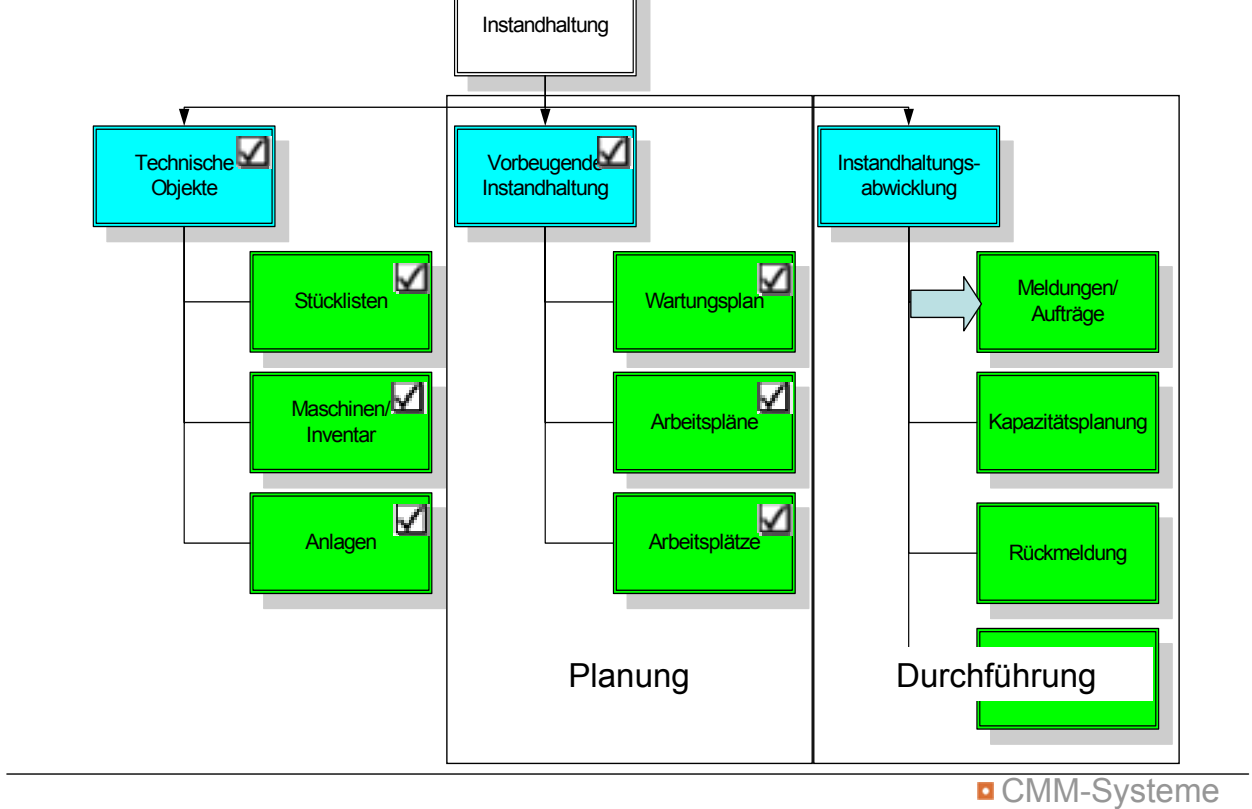 Instandhaltung
Technische
Objekte
Vorbeugende
Instandhaltung
Instandhaltungs-
abwicklung
Stücklisten
Wartungsplan
Meldungen/
Aufträge
Maschinen/
Inventar
Arbeitspläne
Kapazitätsplanung
Anlagen
Arbeitsplätze
Rückmeldung
Planung
Durchführung
CMM-Systeme